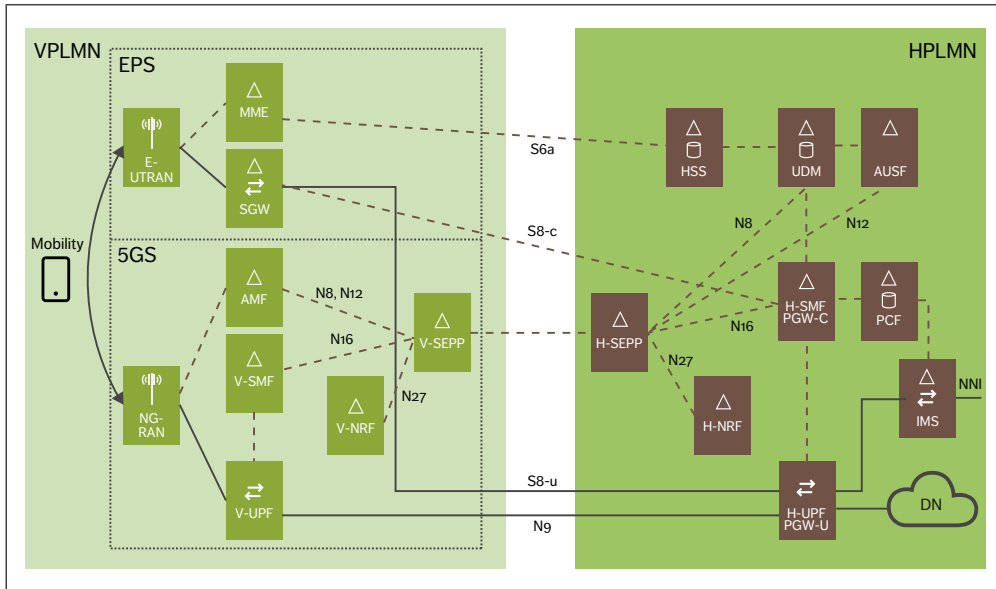 VPLMN
HPLMN
EPS
MME
E-
UTRAN
SGW
S6a
HSS
UDM
AUSF
N8
N12
S8-c
Mobility
5GS
AMF
N8, N12
N16
V-SEPP
V-SMF
N27
V-NRF
NG-
RAN
V-UPF
H-SEPP
N16
H-SMF
PGW-C
PCF
N27
H-NRF
IMS
NNI
S8-u
N9
H-UPF
PGW-U
DN